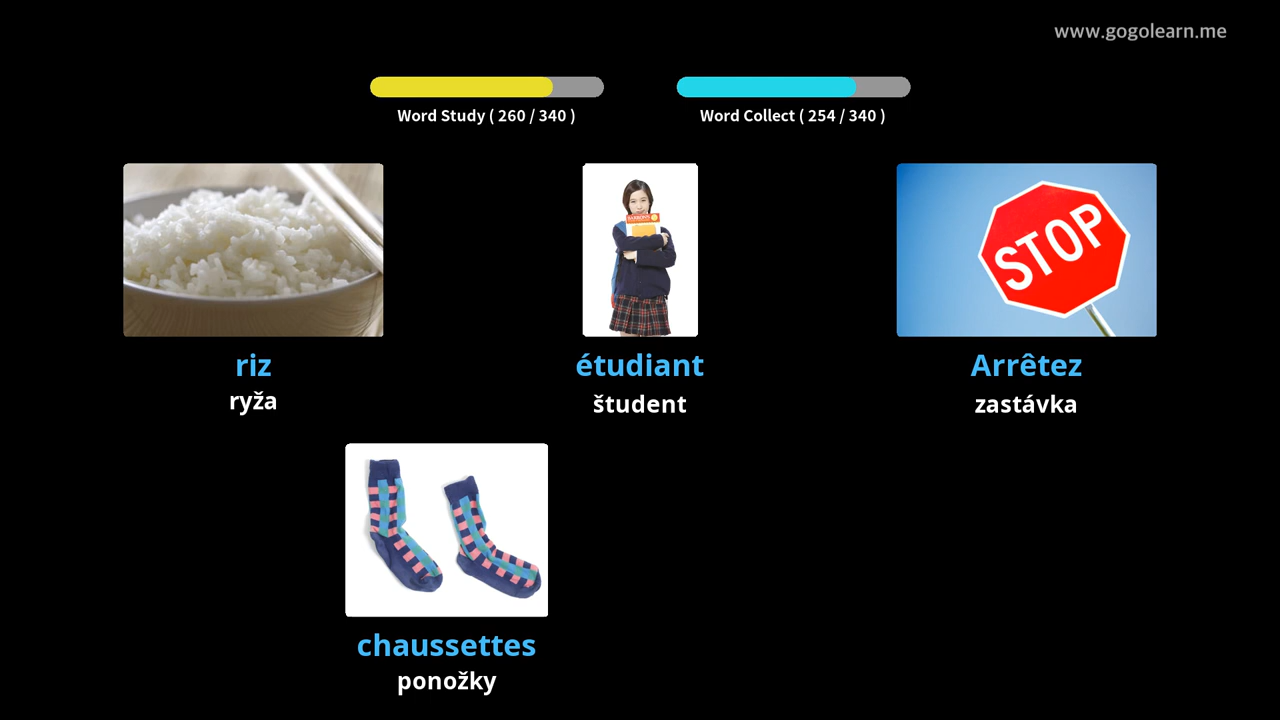 www.gogolearn.me
Word Study ( 260 / 340 )
Word Collect ( 254 / 340 )
BARRON'S
STOP
riz
ryža
étudiant
študent
Arrêtez
zastávka
chaussettes
ponožky